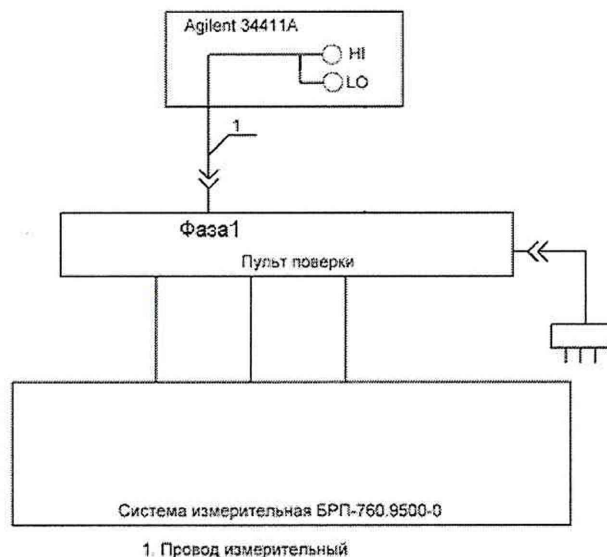 Agilent 34411A
HI
LO
1
Фаза1
Пульт поверки
Система измерительная БРП-760.9500-0
1. Провод измерительный